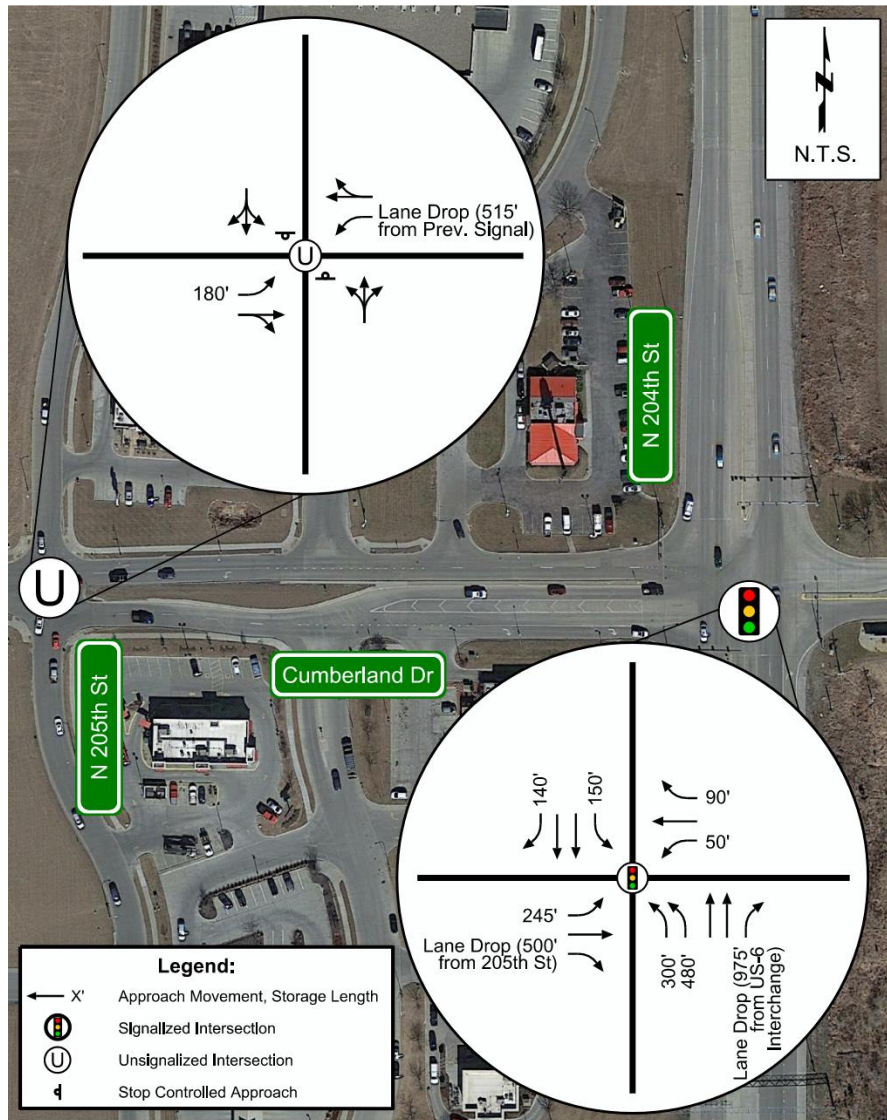 N.T.S.
Lane Drop (515'
from Prev. Signal)
U
180'
N 204th St
U
Cumberland Dr
N 205th St
140'
150'
90'
50'
245'
Lane Drop (500'
from 205th St)
300'
480'
Lane Drop (975'
from US-6
Interchange)
Legend:
X' Approach Movement, Storage Length
Signalized Intersection
U Unsignalized Intersection
Stop Controlled Approach